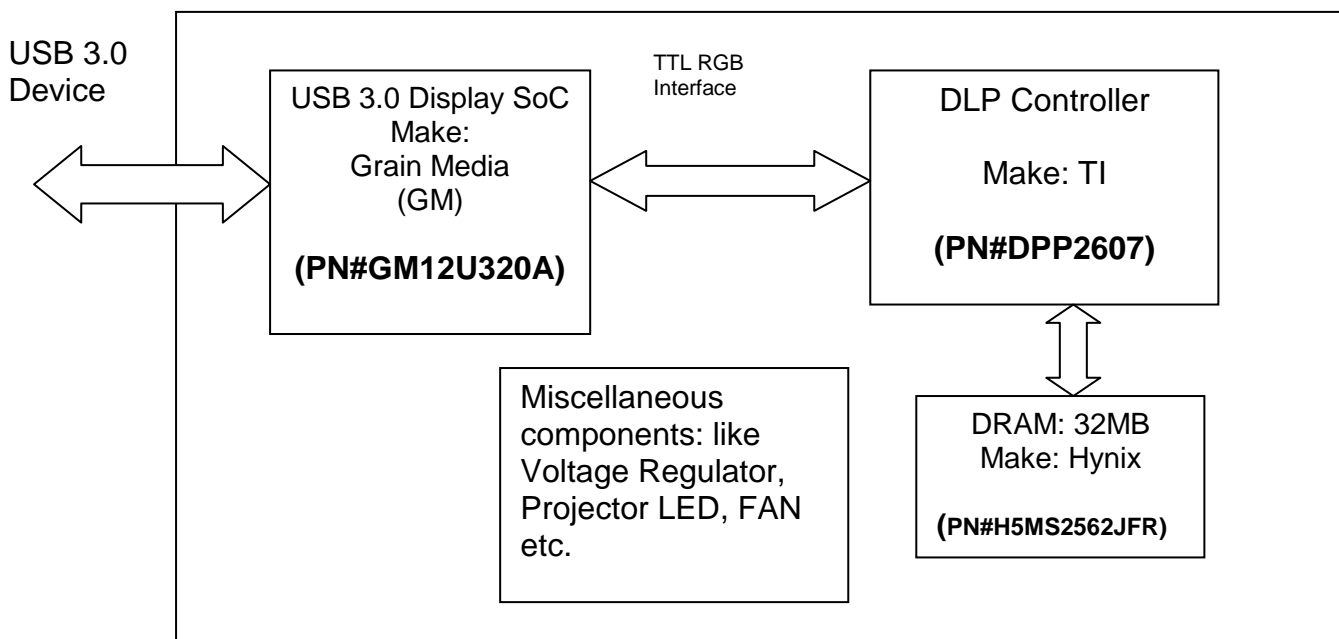 USB 3.0
Device
USB 3.0 Display SoC
Make:
Grain Media
(GM)
(PN#GM12U320A)
TTL RGB
Interface
DLP Controller
Make: TI
(PN#DPP2607)
Miscellaneous
components: like
Voltage Regulator,
Projector LED, FAN
etc.
DRAM: 32MB
Make: Hynix
(PN#H5MS2562JFR)